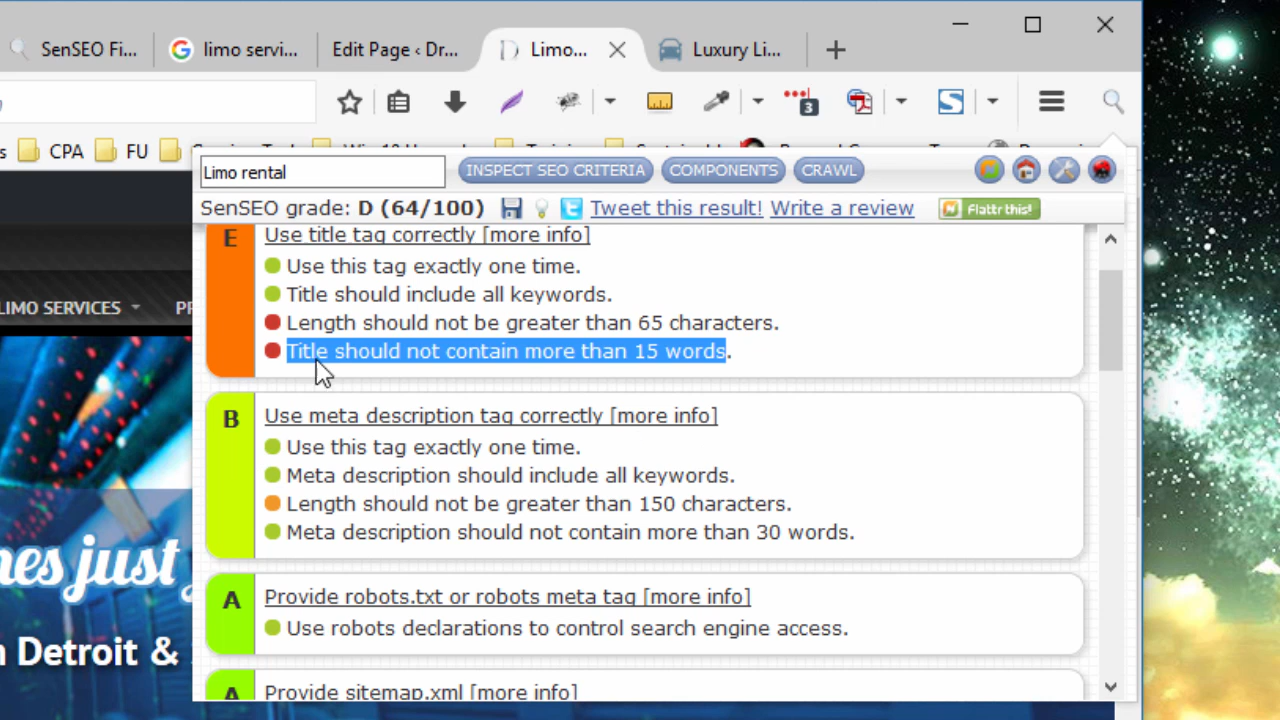 SenSEO Fi...
limo servi...
Edit Page ‹ Dr...
Limo...
Luxury Li...
3
S
s
CPA
FU
Limo rental
INSPECT SEO CRITERIA
COMPONENTS
CRAWL
SenSEO grade: D (64/100)
Tweet this result!
Write a review
Flattr this!
E
Use title tag correctly [more info]
Use this tag exactly one time.
Title should include all keywords.
Length should not be greater than 65 characters.
Title should not contain more than 15 words.
B
Use meta description tag correctly [more info]
Use this tag exactly one time.
Meta description should include all keywords.
Length should not be greater than 150 characters.
Meta description should not contain more than 30 words.
A
Provide robots.txt or robots meta tag [more info]
Use robots declarations to control search engine access.
A
Provide sitemap.xml [more info]
LIMO SERVICES
PR
nes just
n Detroit &